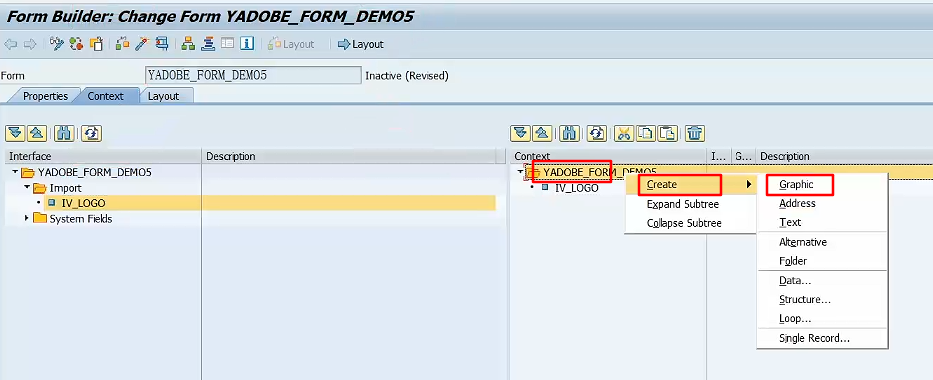 Form Builder: Change Form YADOBE_FORM_DEMO5
Layout
Layout
Form
YADOBE_FORM_DEMO5
Inactive (Revised)
Properties
Context
Layout
Interface
Description
YADOBE_FORM_DEMO5
Import
IV_LOGO
System Fields
Context
I...
G...
Description
YADOBE_FORM_DEMO5
IV_LOGO
Create
Expand Subtree
Collapse Subtree
Graphic
Address
Text
Alternative
Folder
Data...
Structure...
Loop...
Single Record...